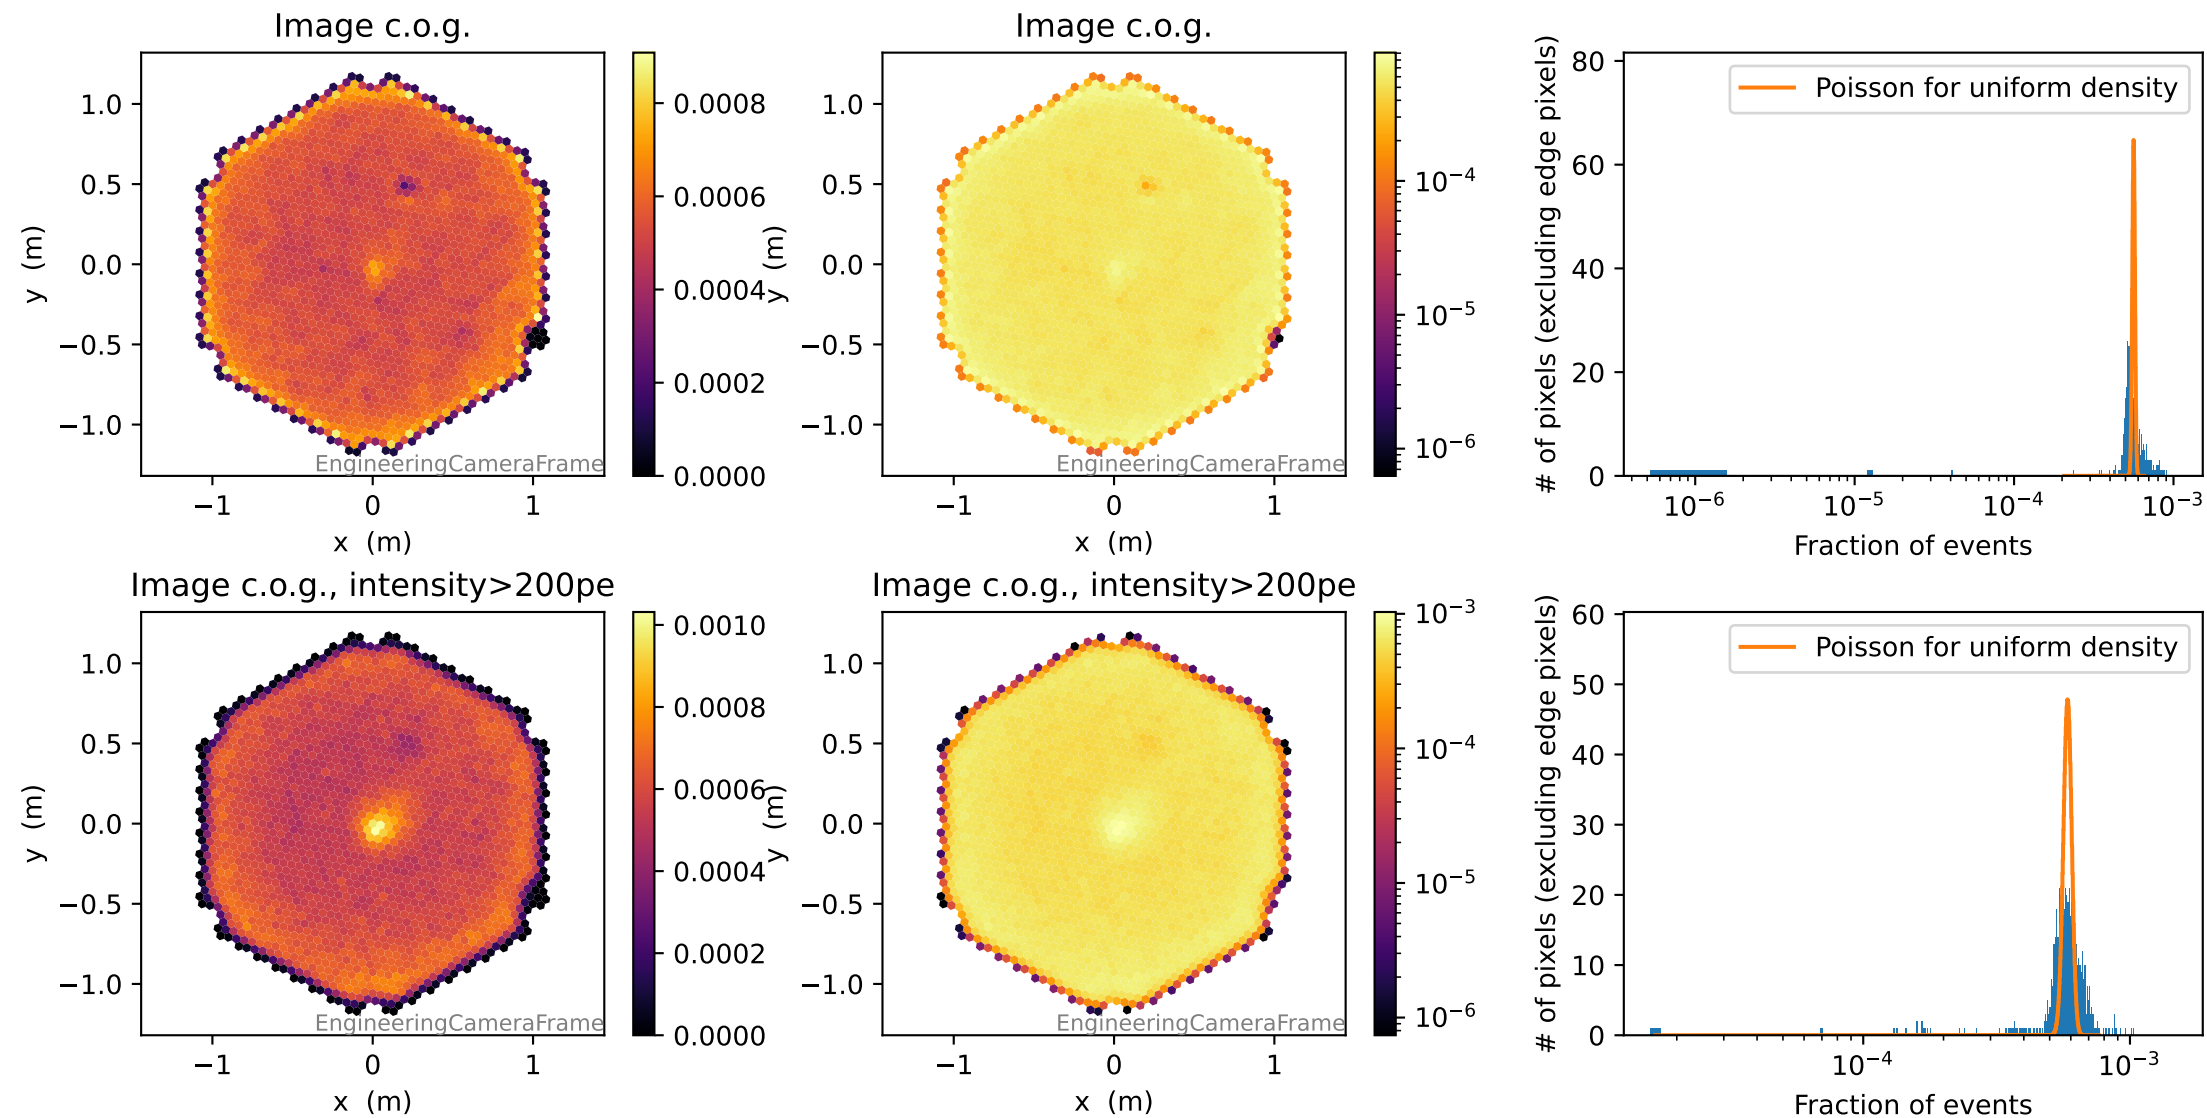 Image c.o.g.
y (m)
1.0
0.5
0.0
−0.5
−1.0
EngineeringCameraFrame
−1 0 1
x (m)
0.0008
0.0006
0.0004
0.0002
0.0000
Image c.o.g.
y (m)
1.0
0.5
0.0
−0.5
−1.0
EngineeringCameraFrame
−1 0 1
x (m)
10⁻⁴
10⁻⁵
10⁻⁶
# of pixels (excluding edge pixels)
80
60
40
20
0
Poisson for uniform density
10⁻⁶ 10⁻⁵ 10⁻⁴ 10⁻³
Fraction of events
Image c.o.g., intensity>200pe
y (m)
1.0
0.5
0.0
−0.5
−1.0
EngineeringCameraFrame
−1 0 1
x (m)
0.0010
0.0008
0.0006
0.0004
0.0002
0.0000
Image c.o.g., intensity>200pe
y (m)
1.0
0.5
0.0
−0.5
−1.0
EngineeringCameraFrame
−1 0 1
x (m)
10⁻³
10⁻⁴
10⁻⁵
10⁻⁶
# of pixels (excluding edge pixels)
60
50
40
30
20
10
0
Poisson for uniform density
10⁻⁴ 10⁻³
Fraction of events